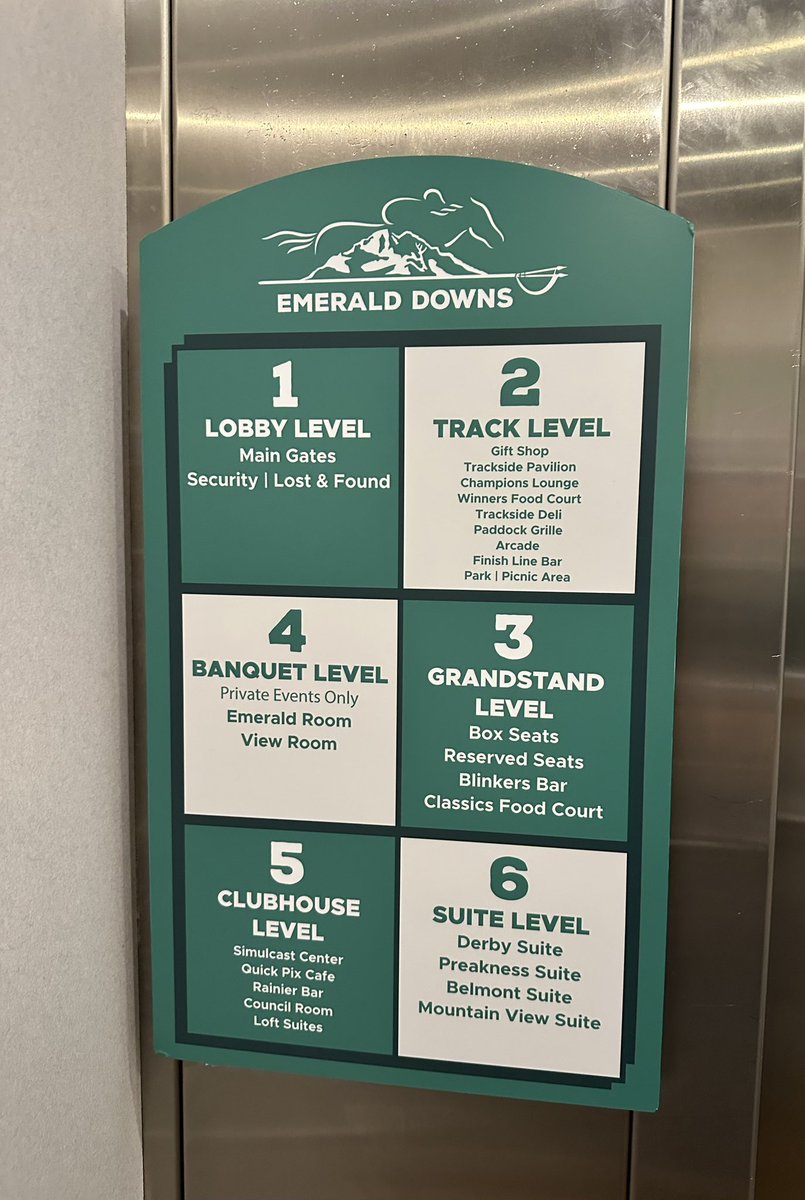 EMERALD DOWNS
1
LOBBY LEVEL
Main Gates
Security | Lost & Found
2
TRACK LEVEL
Gift Shop
Trackside Pavilion
Champions Lounge
Winners Food Court
Trackside Deli
Paddock Grille
Arcade
Finish Line Bar
Park | Picnic Area
4
BANQUET LEVEL
Private Events Only
Emerald Room
View Room
3
GRANDSTAND
LEVEL
Box Seats
Reserved Seats
Blinkers Bar
Classics Food Court
5
CLUBHOUSE
LEVEL
Simulcast Center
Quick Pix Cafe
Rainier Bar
Council Room
Loft Suites
6
SUITE LEVEL
Derby Suite
Preakness Suite
Belmont Suite
Mountain View Suite